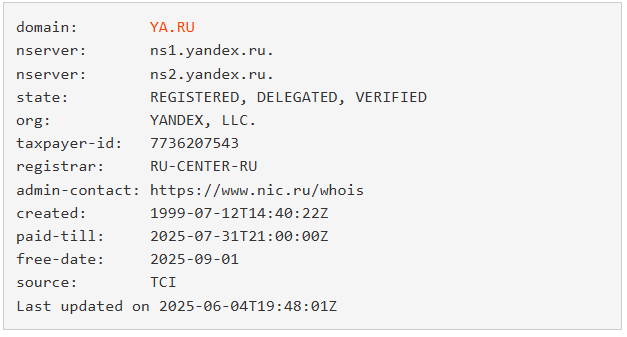 domain: YA.RU
nserver: ns1.yandex.ru.
nserver: ns2.yandex.ru.
state: REGISTERED, DELEGATED, VERIFIED
org: YANDEX, LLC.
taxpayer-id: 7736207543
registrar: RU-CENTER-RU
admin-contact: https://www.nic.ru/whois
created: 1999-07-12T14:40:22Z
paid-till: 2025-07-31T21:00:00Z
free-date: 2025-09-01
source: TCI
Last updated on 2025-06-04T19:48:01Z